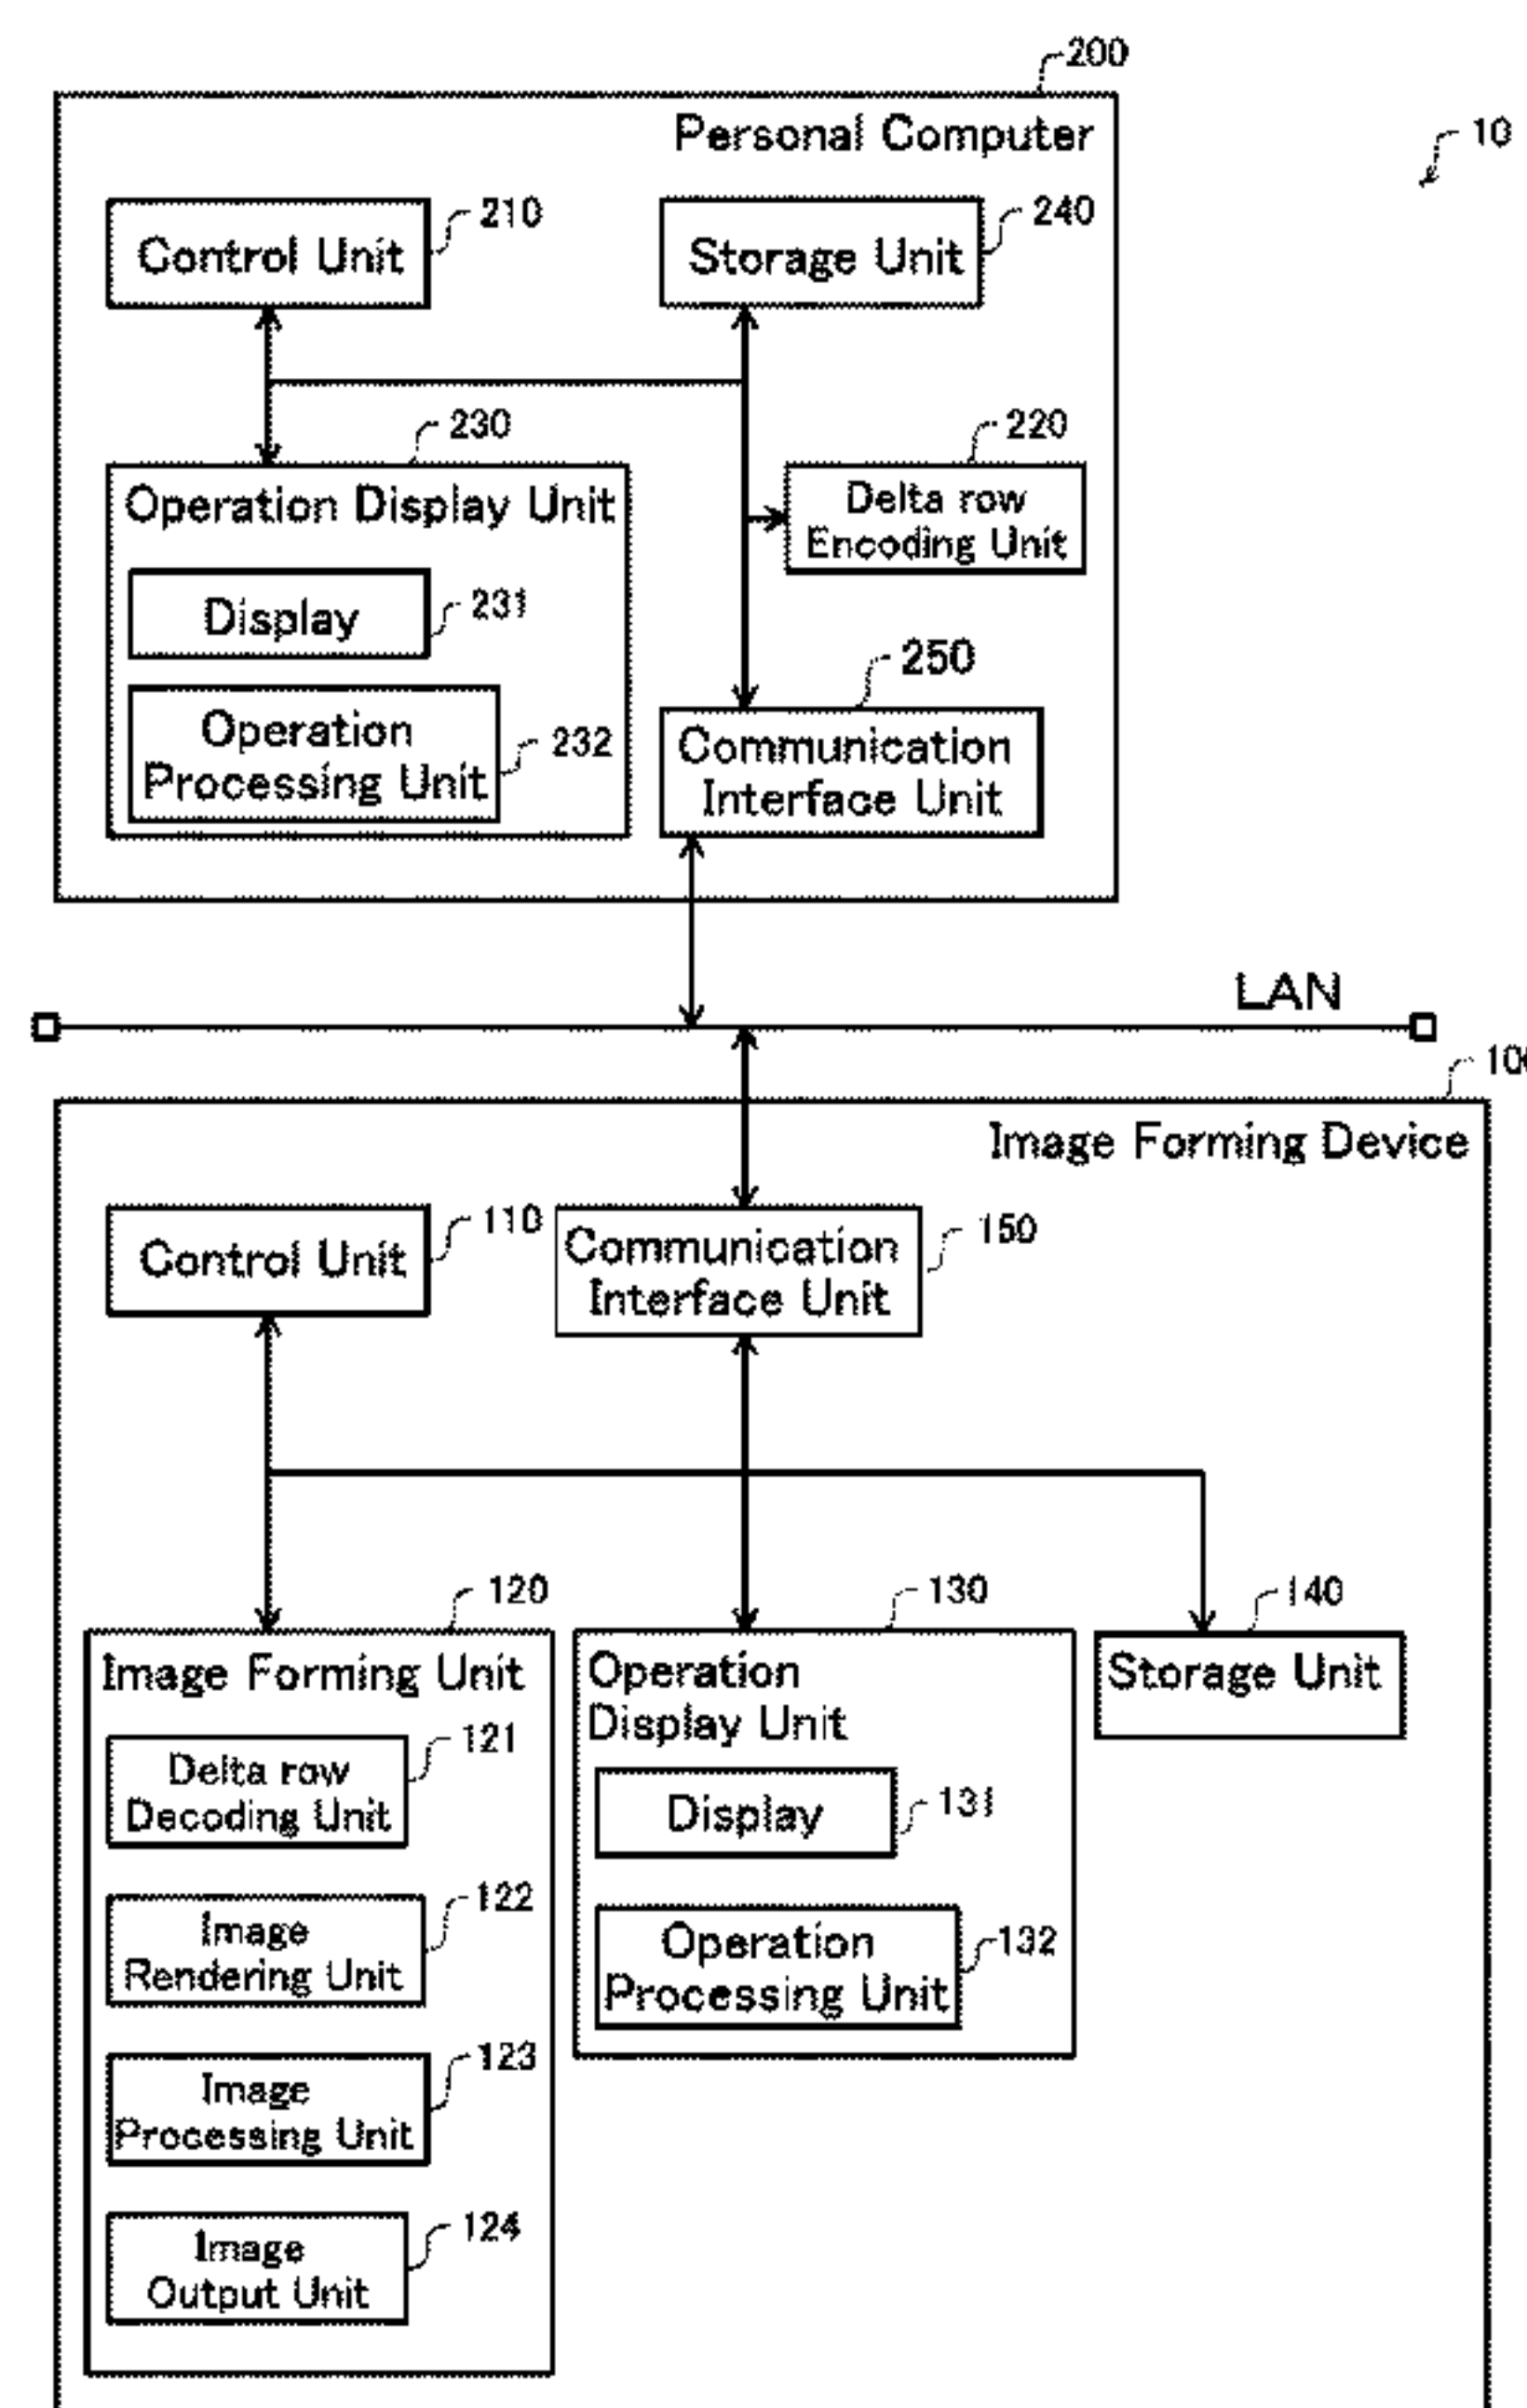 200
Personal Computer
10
210
240
Control Unit
Storage Unit
230
220
Operation Display Unit
Delta row
Encoding Unit
Display
231
250
Operation
Processing Unit
232
Communication
Interface Unit
LAN
Image Forming Device
110
150
Control Unit
Communication
Interface Unit
120
130
140
Image Forming Unit
Operation
Display Unit
Storage Unit
121
Delta row
Decoding Unit
Display
131
122
Image
Rendering Unit
Operation
Processing Unit
132
123
Image
Processing Unit
124
Image
Output Unit